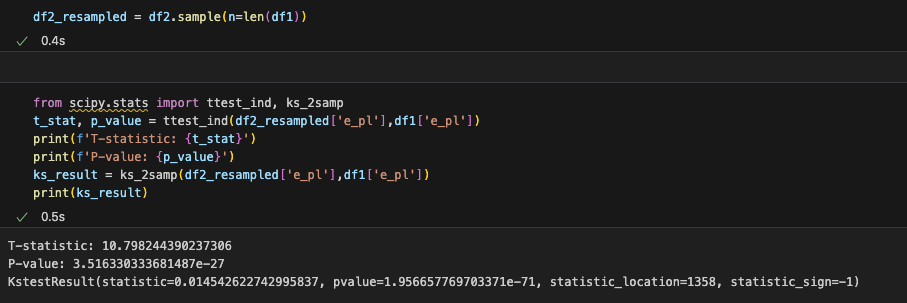 df2_resampled = df2.sample(n=len(df1))
0.4s
from scipy.stats import ttest_ind, ks_2samp
t_stat, p_value = ttest_ind(df2_resampled['e_pl'],df1['e_pl'])
print(f'T-statistic: {t_stat}')
print(f'P-value: {p_value}')
ks_result = ks_2samp(df2_resampled['e_pl'],df1['e_pl'])
print(ks_result)
0.5s
T-statistic: 10.798244390237306
P-value: 3.516330333681487e-27
KstestResult(statistic=0.014542622742995837, pvalue=1.956657769703371e-71, statistic_location=1358, statistic_sign=-1)